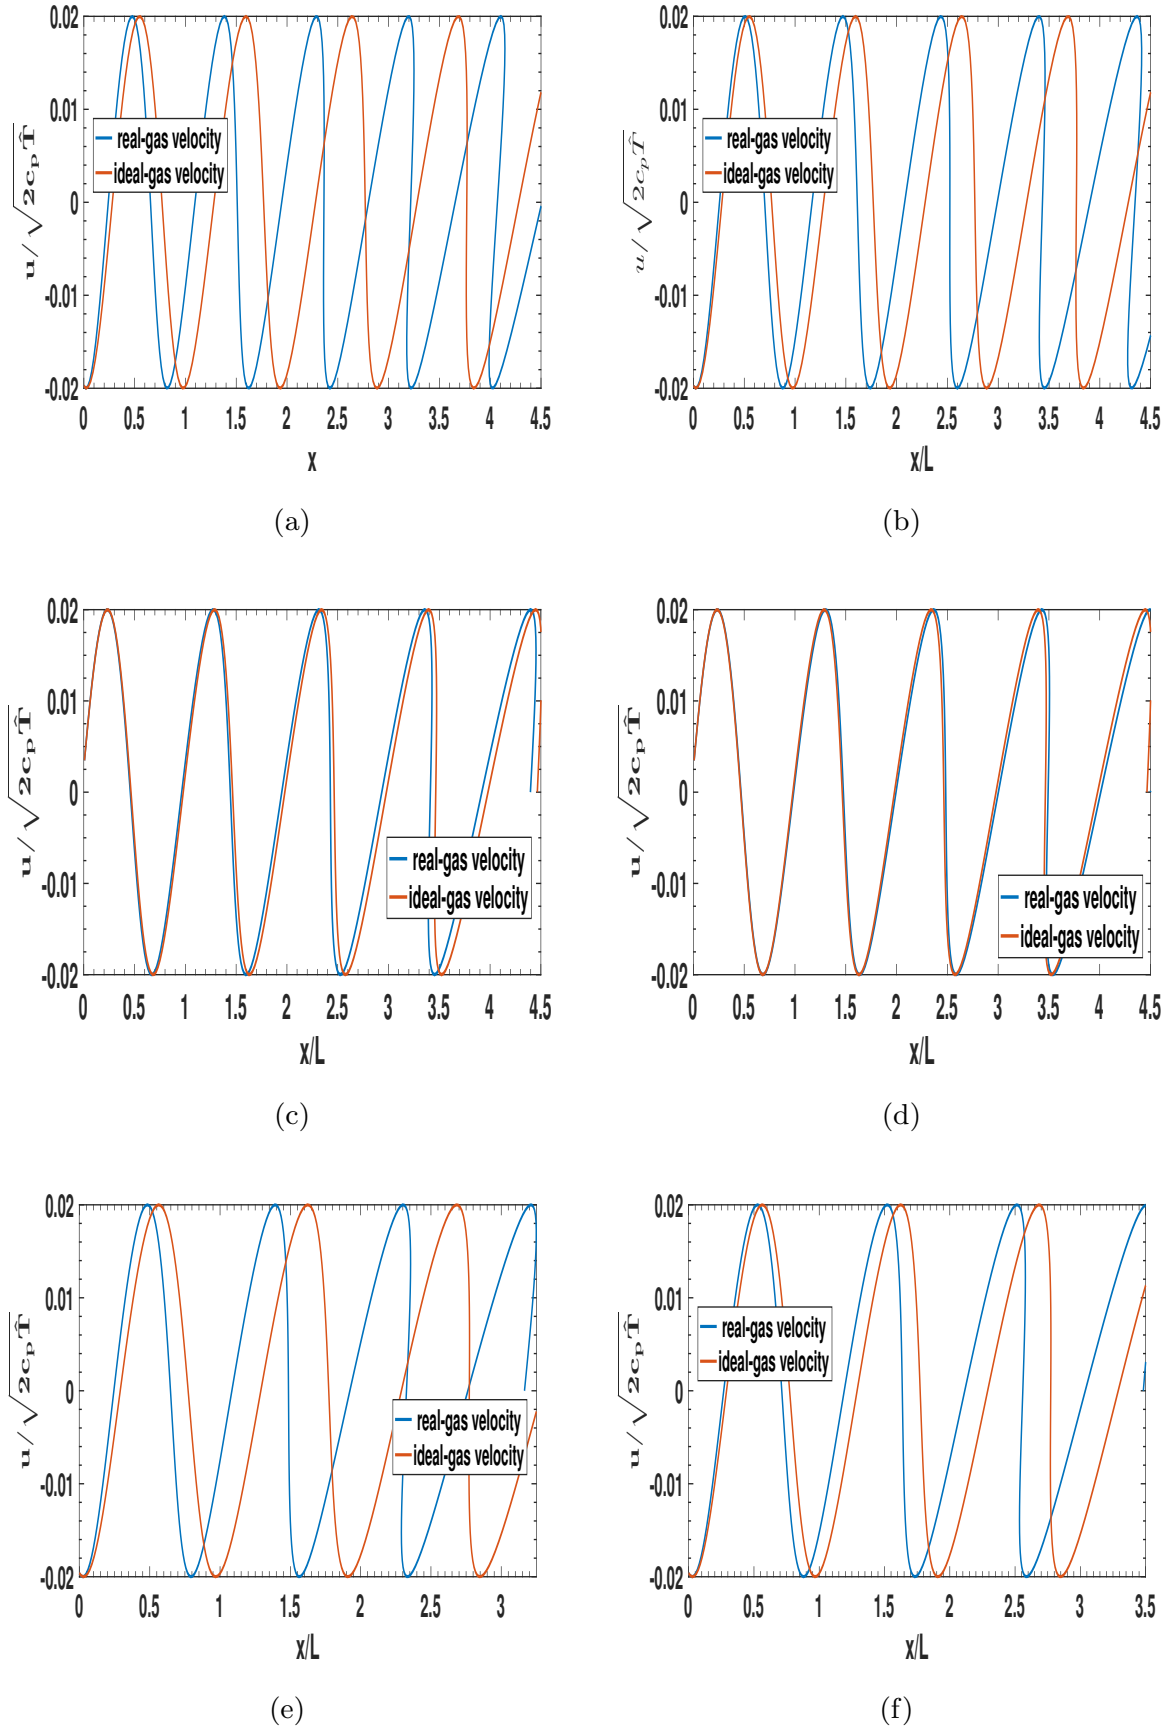 0.02
0.01
0
-0.01
-0.02
u/√2c_pT̂
real-gas velocity
ideal-gas velocity
0 0.5 1 1.5 2 2.5 3 3.5 4 4.5
x
(a)
0.02
0.01
0
-0.01
-0.02
u/√2c_pT̂
real-gas velocity
ideal-gas velocity
0 0.5 1 1.5 2 2.5 3 3.5 4 4.5
x/L
(b)
0.02
0.01
0
-0.01
-0.02
u/√2c_pT̂
real-gas velocity
ideal-gas velocity
0 0.5 1 1.5 2 2.5 3 3.5 4 4.5
x/L
(c)
0.02
0.01
0
-0.01
-0.02
u/√2c_pT̂
real-gas velocity
ideal-gas velocity
0 0.5 1 1.5 2 2.5 3 3.5 4 4.5
x/L
(d)
0.02
0.01
0
-0.01
-0.02
u/√2c_pT̂
real-gas velocity
ideal-gas velocity
0 0.5 1 1.5 2 2.5 3
x/L
(e)
0.02
0.01
0
-0.01
-0.02
u/√2c_pT̂
real-gas velocity
ideal-gas velocity
0 0.5 1 1.5 2 2.5 3 3.5
x/L
(f)